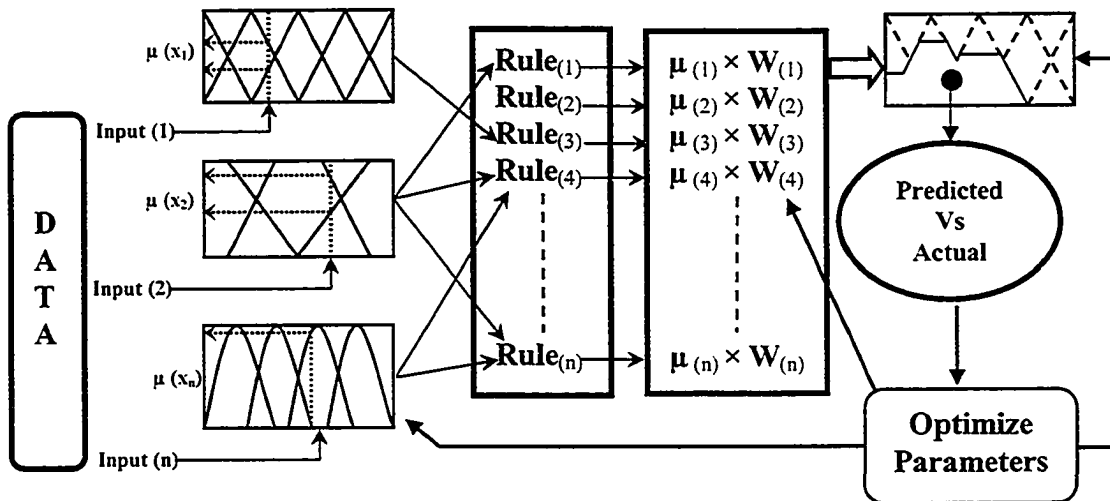 D
A
T
A
μ (x₁)
Input (1)
μ (x₂)
Input (2)
μ (xₙ)
Input (n)
Rule₍₁₎
Rule₍₂₎
Rule₍₃₎
Rule₍₄₎
Rule₍ₙ₎
μ ₍₁₎ × W₍₁₎
μ ₍₂₎ × W₍₂₎
μ ₍₃₎ × W₍₃₎
μ ₍₄₎ × W₍₄₎
μ ₍ₙ₎ × W₍ₙ₎
Predicted
Vs
Actual
Optimize
Parameters